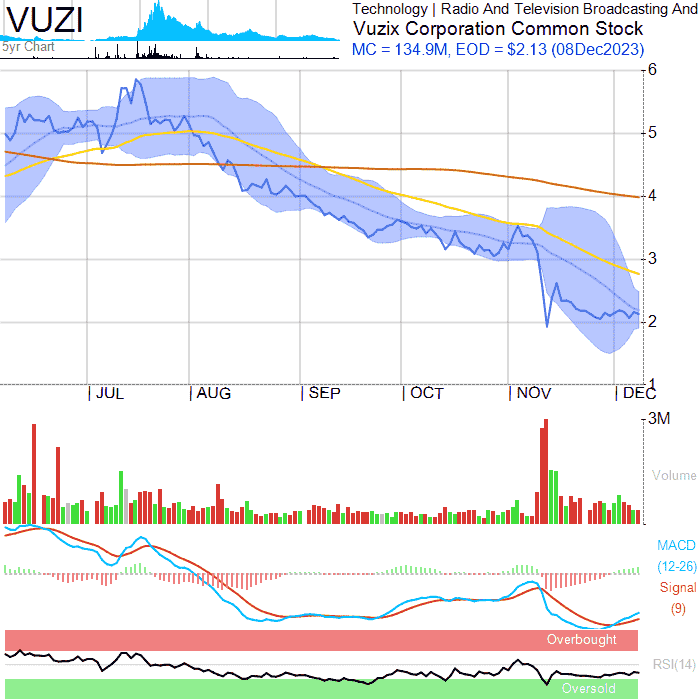 VUZI
5yr Chart
Technology | Radio And Television Broadcasting And
Vuzix Corporation Common Stock
MC = 134.9M, EOD = $2.13 (08Dec2023)
6
5
4
3
2
1
JUL AUG SEP OCT NOV DEC
3M
Volume
MACD
(12-26)
Signal
(9)
Overbought
RSI(14)
Oversold